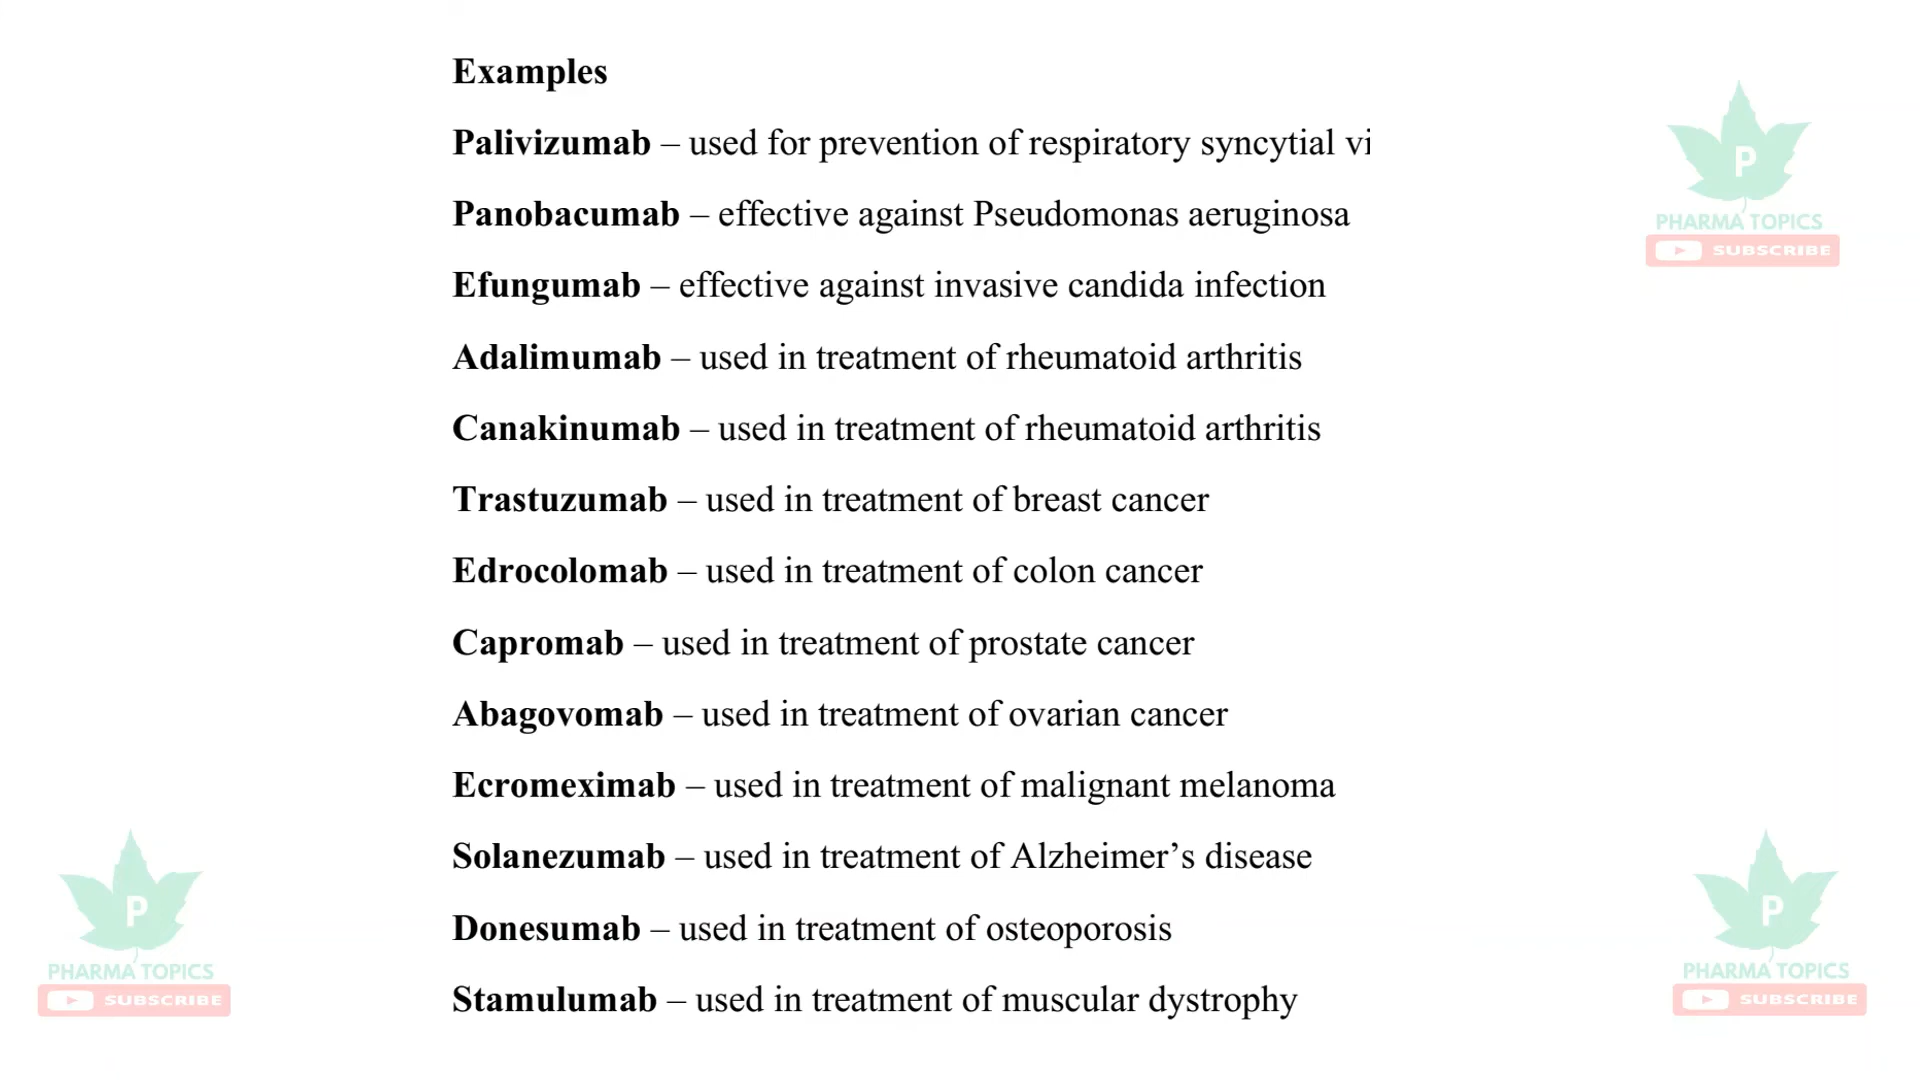 Examples
Palivizumab – used for prevention of respiratory syncytial vi
Panobacumab – effective against Pseudomonas aeruginosa
Efungumab – effective against invasive candida infection
Adalimumab – used in treatment of rheumatoid arthritis
Canakinumab – used in treatment of rheumatoid arthritis
Trastuzumab – used in treatment of breast cancer
Edrocolomab – used in treatment of colon cancer
Capromab – used in treatment of prostate cancer
Abagovomab – used in treatment of ovarian cancer
Ecromeximab – used in treatment of malignant melanoma
Solanezumab – used in treatment of Alzheimer’s disease
Donesumab – used in treatment of osteoporosis
Stamulumab – used in treatment of muscular dystrophy
P
PHARMA TOPICS
SUBSCRIBE
P
PHARMA TOPICS
SUBSCRIBE
P
PHARMA TOPICS
SUBSCRIBE